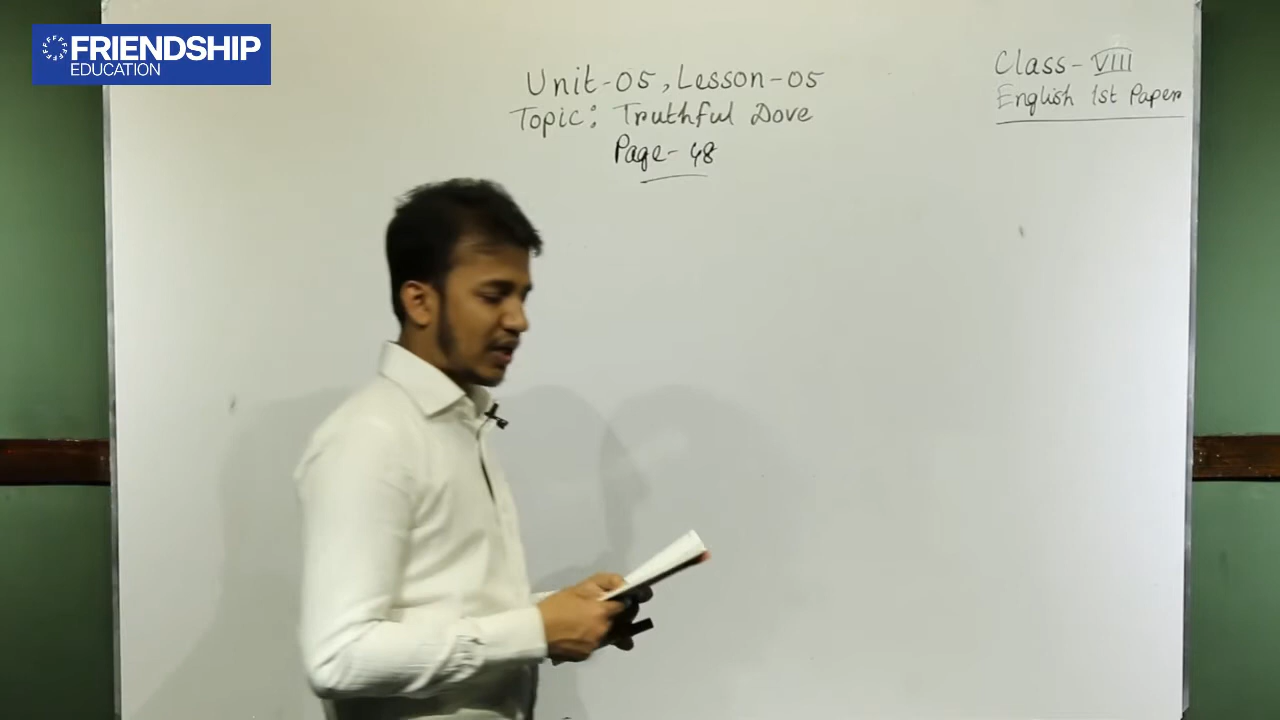 FRIENDSHIP
EDUCATION
Unit-05, Lesson-05
Topic: Truthful Dove
Page-48
Class-VIII
English 1st Paper